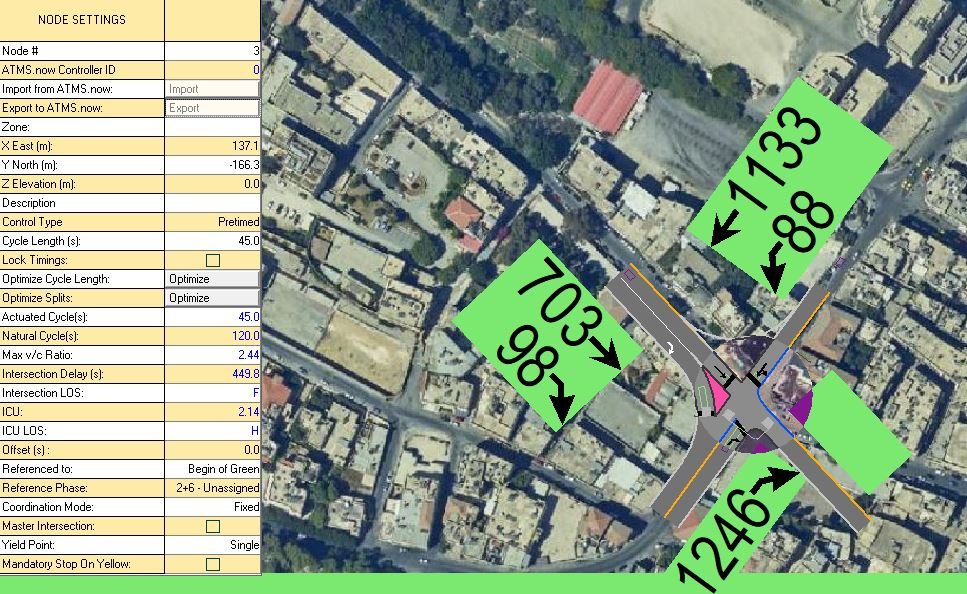 NODE SETTINGS
Node # 3
ATMS.now Controller ID 0
Import from ATMS.now: Import
Export to ATMS.now: Export
Zone:
X East (m): 137.1
Y North (m): -166.3
Z Elevation (m): 0.0
Description
Control Type Pretimed
Cycle Length (s): 45.0
Lock Timings:
Optimize Cycle Length: Optimize
Optimize Splits: Optimize
Actuated Cycle(s): 45.0
Natural Cycle(s): 120.0
Max v/c Ratio: 2.44
Intersection Delay (s): 449.8
Intersection LOS: F
ICU: 2.14
ICU LOS: H
Offset (s) : 0.0
Referenced to: Begin of Green
Reference Phase: 2+6 - Unassigned
Coordination Mode: Fixed
Master Intersection:
Yield Point: Single
Mandatory Stop On Yellow:
1133
88
703
98
1246